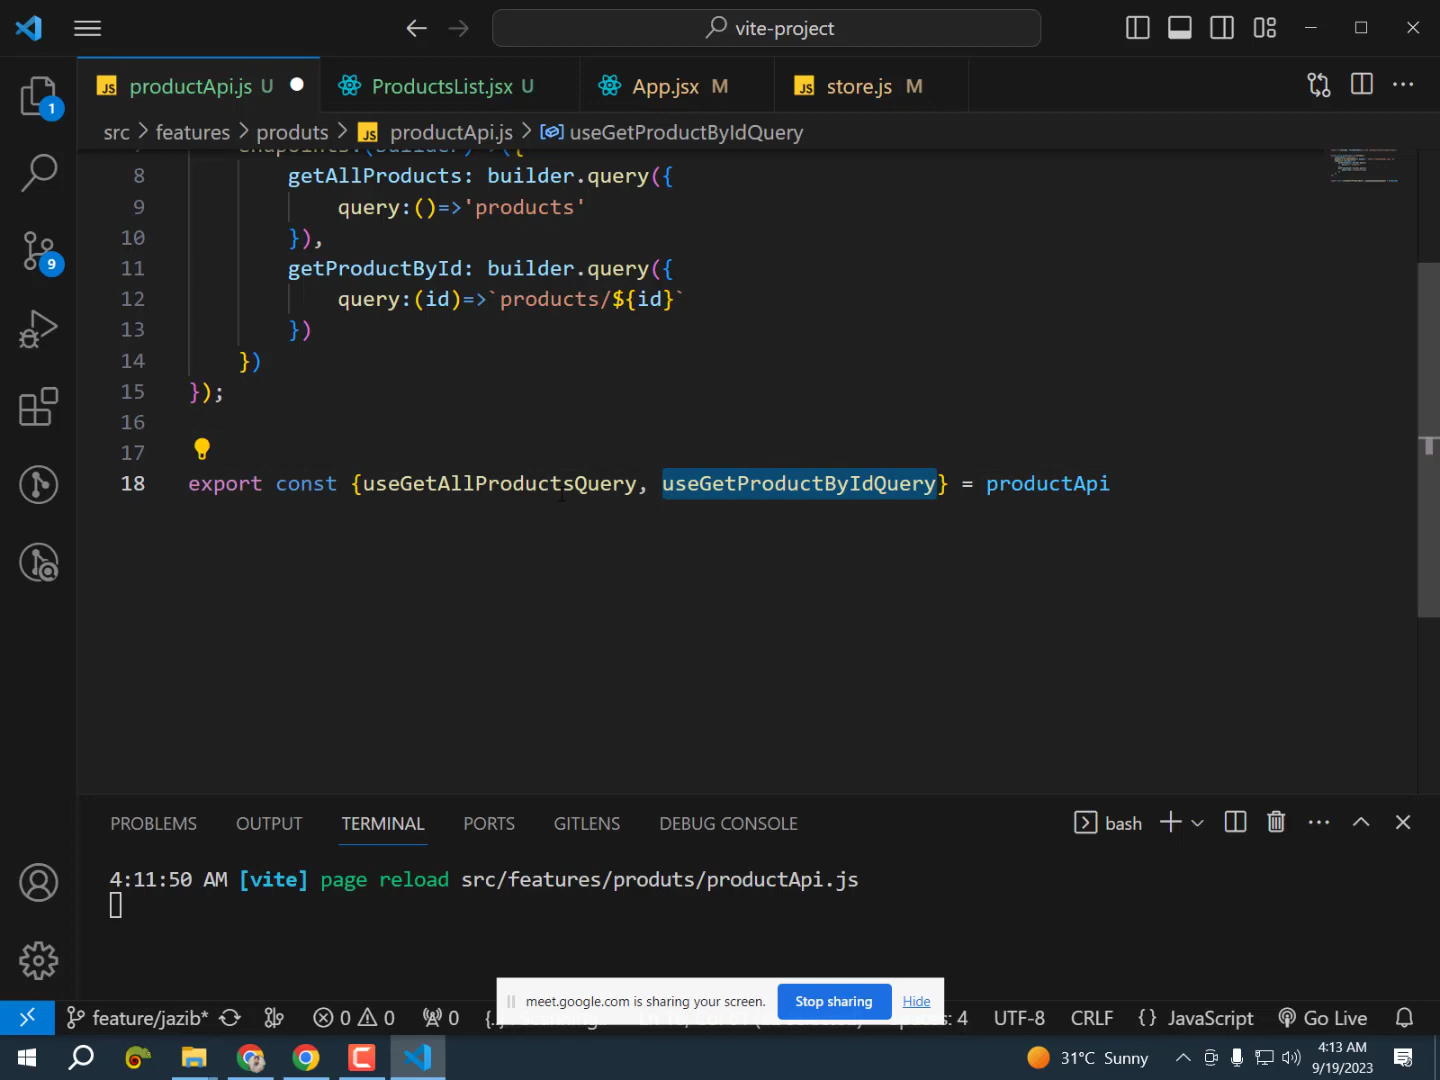 vite-project
productApi.js U
ProductsList.jsx U
App.jsx M
store.js M
src > features > produts > productApi.js > useGetProductByIdQuery
8 getAllProducts: builder.query({
9 query:()=>'products'
10 }),
11 getProductById: builder.query({
12 query:(id)=>`products/${id}`
13 })
14 })
15 });
16
17
18 export const {useGetAllProductsQuery, useGetProductByIdQuery} = productApi
PROBLEMS OUTPUT TERMINAL PORTS GITLENS DEBUG CONSOLE
bash
4:11:50 AM [vite] page reload src/features/produts/productApi.js
meet.google.com is sharing your screen. Stop sharing Hide
feature/jazib* 0 0 0 UTF-8 CRLF {} JavaScript Go Live
1
9
31°C Sunny
4:13 AM
9/19/2023